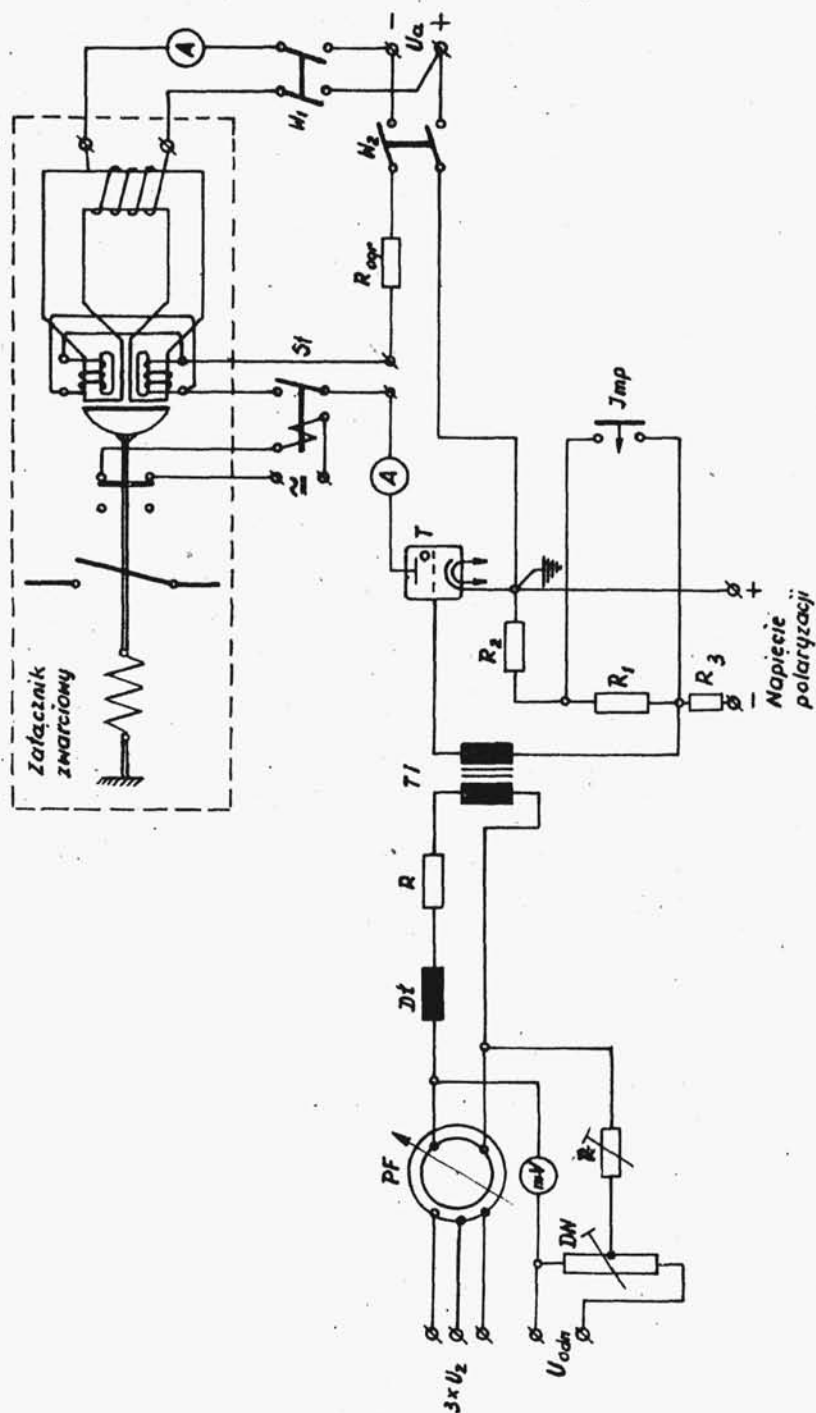 Załącznik
zwarciowy
A
W1
-
Ua
+
W2
Rogr
St
≂
A
T
Jmp
R2
R1
R3
+
-
Napięcie
polaryzacji
Tl
R
Dł
PF
mV
R
DN
3×U2
Uodn